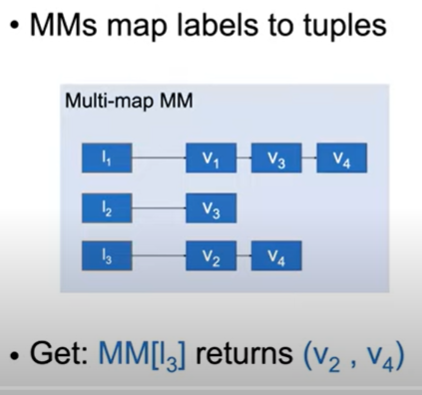 • MMs map labels to tuples
Multi-map MM
l₁ v₁ v₃ v₄
l₂ v₃
l₃ v₂ v₄
• Get: MM[l₃] returns (v₂ , v₄)